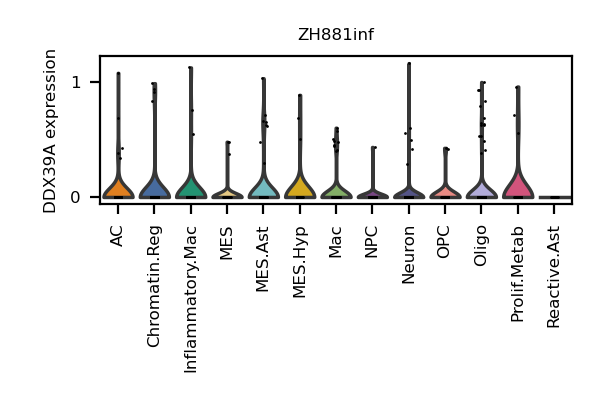 ZH881inf
DDX39A expression
1
0
AC
Chromatin.Reg
Inflammatory.Mac
MES
MES.Ast
MES.Hyp
Mac
NPC
Neuron
OPC
Oligo
Prolif.Metab
Reactive.Ast